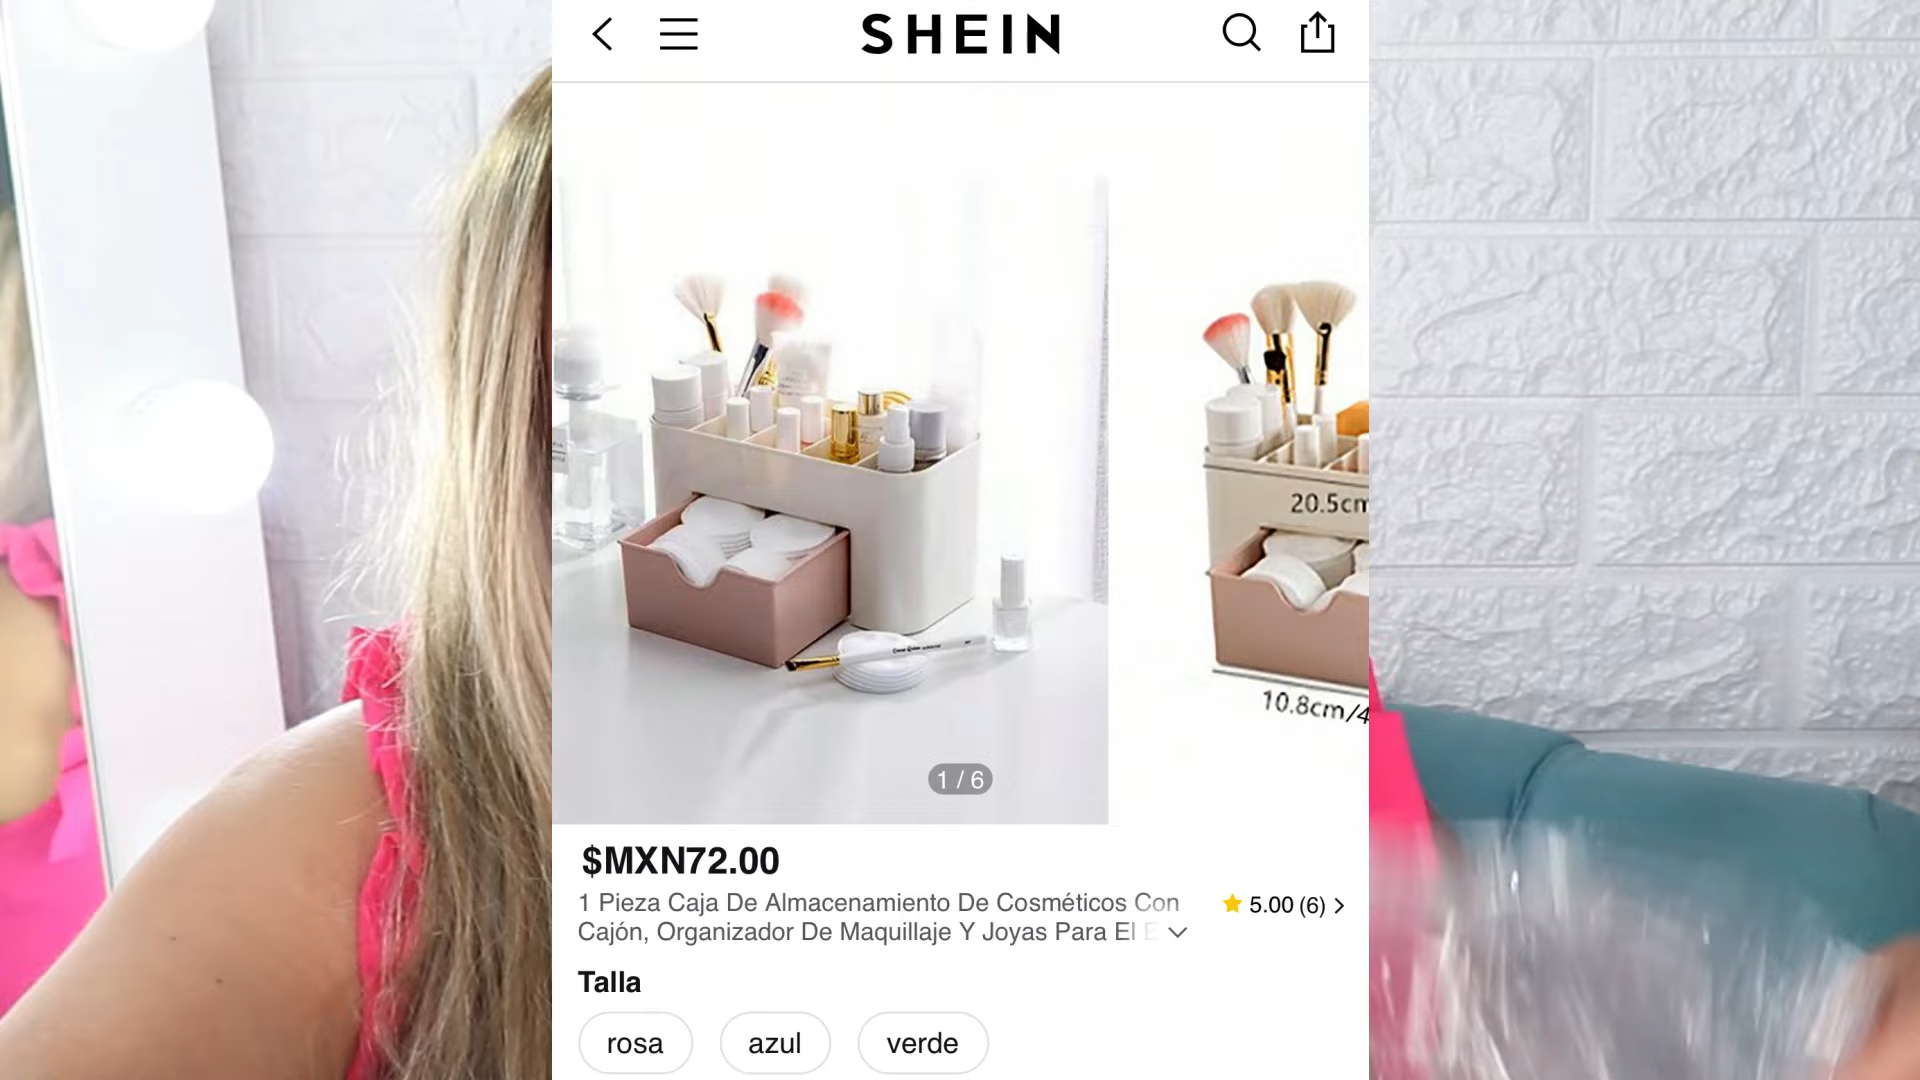 SHEIN
20.5cm
10.8cm/4
1 / 6
$MXN72.00
1 Pieza Caja De Almacenamiento De Cosméticos Con
Cajón, Organizador De Maquillaje Y Joyas Para El E
5.00 (6)
Talla
rosa
azul
verde